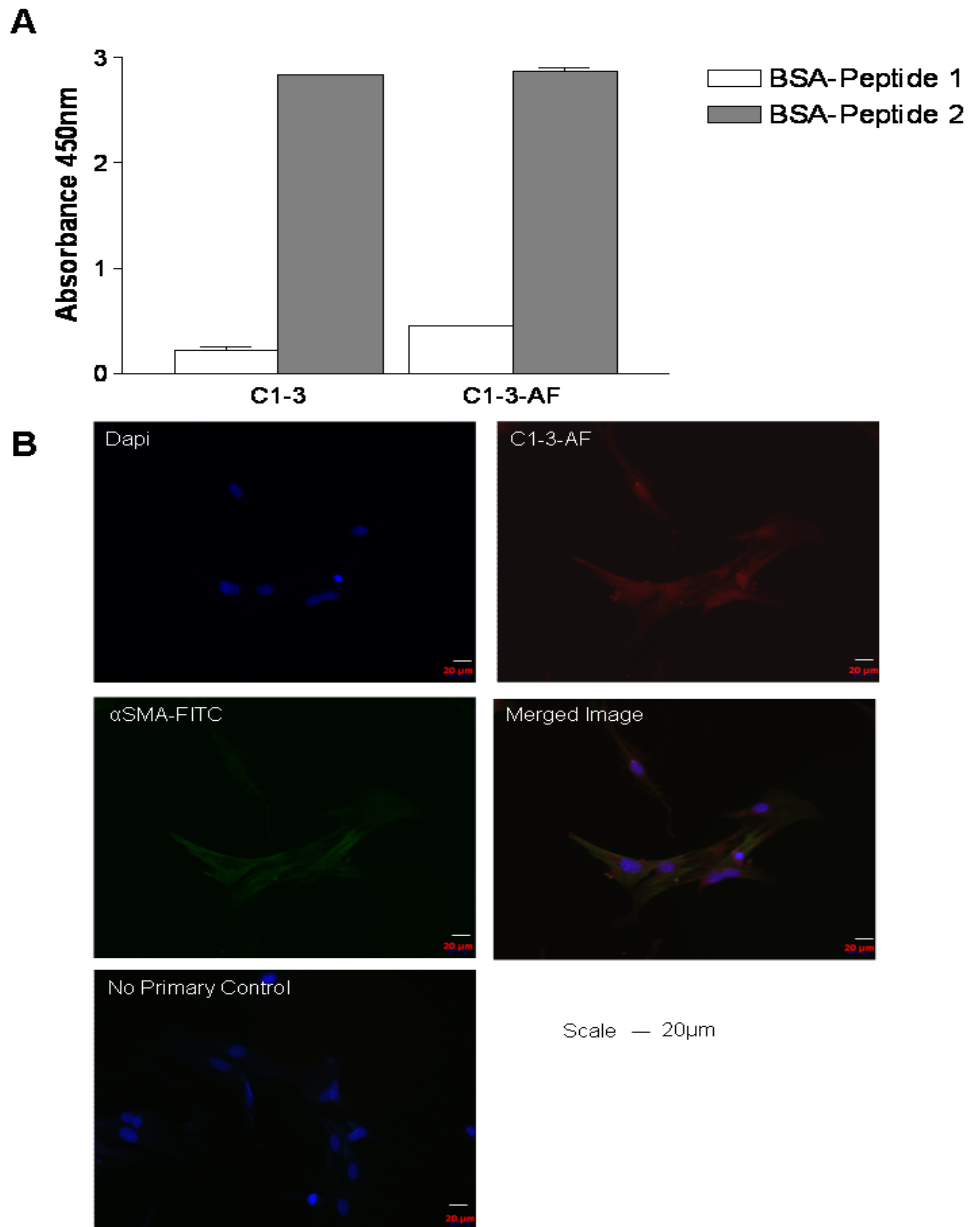 A
3
2
1
0
Absorbance 450nm
BSA-Peptide 1
BSA-Peptide 2
C1-3
C1-3-AF
B
Dapi
20 µm
C1-3-AF
20 µm
αSMA-FITC
20 µm
Merged Image
20 µm
No Primary Control
20 µm
Scale — 20µm